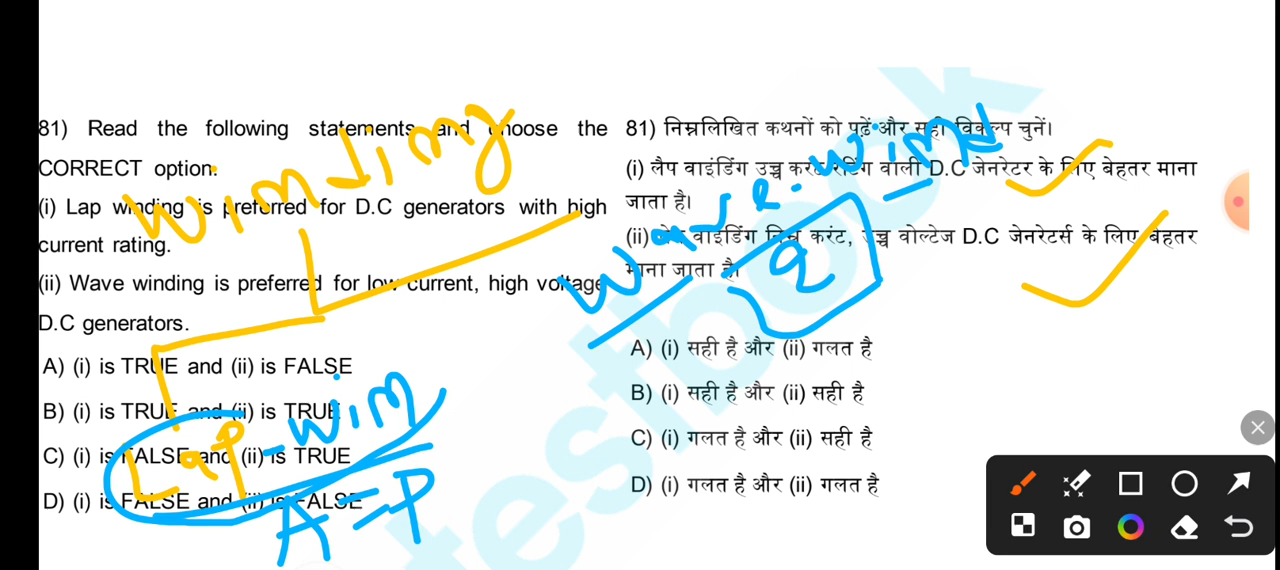 81) Read the following statements and choose the
CORRECT option.
(i) Lap winding is preferred for D.C generators with high
current rating.
(ii) Wave winding is preferred for low current, high voltage
D.C generators.
A) (i) is TRUE and (ii) is FALSE
B) (i) is TRUE and (ii) is TRUE
C) (i) is FALSE and (ii) is TRUE
D) (i) is FALSE and (ii) is FALSE
81) निम्नलिखित कथनों को पढ़ें और सही विकल्प चुनें।
(i) लैप वाइंडिंग उच्च करंट रेटिंग वाली D.C जेनरेटर के लिए बेहतर माना
जाता है।
(ii) वाइंडिंग निम्न करंट, उच्च वोल्टेज D.C जेनरेटर्स के लिए बेहतर
माना जाता है।
A) (i) सही है और (ii) गलत है
B) (i) सही है और (ii) सही है
C) (i) गलत है और (ii) सही है
D) (i) गलत है और (ii) गलत है
Winding
Lap - Win
A = P
Wave. Wind
2
testbook